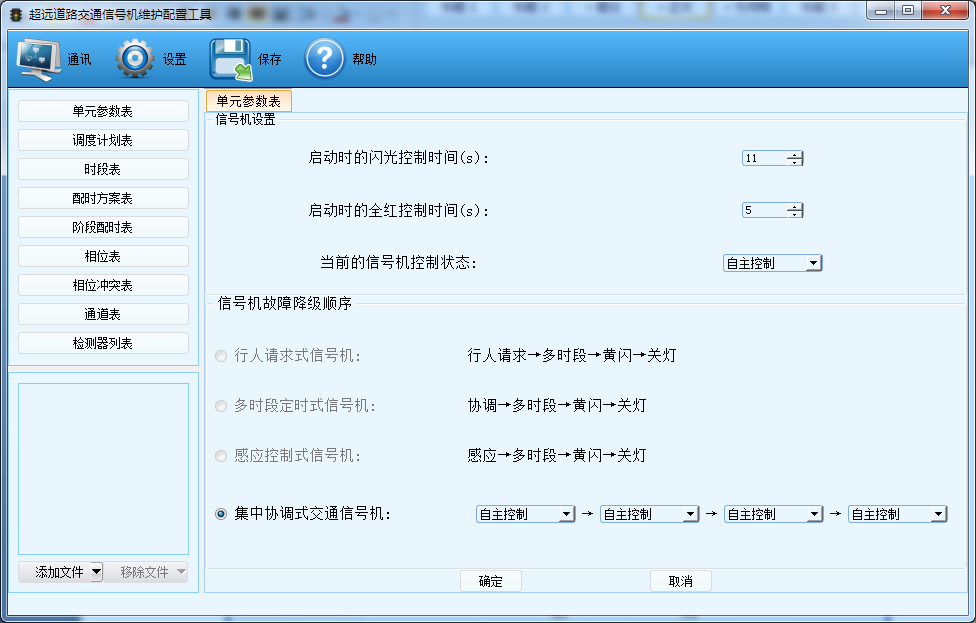 超远道路交通信号机维护配置工具
通讯 设置 保存 帮助
单元参数表
调度计划表
时段表
配时方案表
阶段配时表
相位表
相位冲突表
通道表
检测器列表
添加文件 移除文件
单元参数表
信号机设置
启动时的闪光控制时间(s): 11
启动时的全红控制时间(s): 5
当前的信号机控制状态: 自主控制
信号机故障降级顺序
行人请求式信号机: 行人请求→多时段→黄闪→关灯
多时段定时式信号机: 协调→多时段→黄闪→关灯
感应控制式信号机: 感应→多时段→黄闪→关灯
集中协调式交通信号机: 自主控制 → 自主控制 → 自主控制 → 自主控制
确定 取消